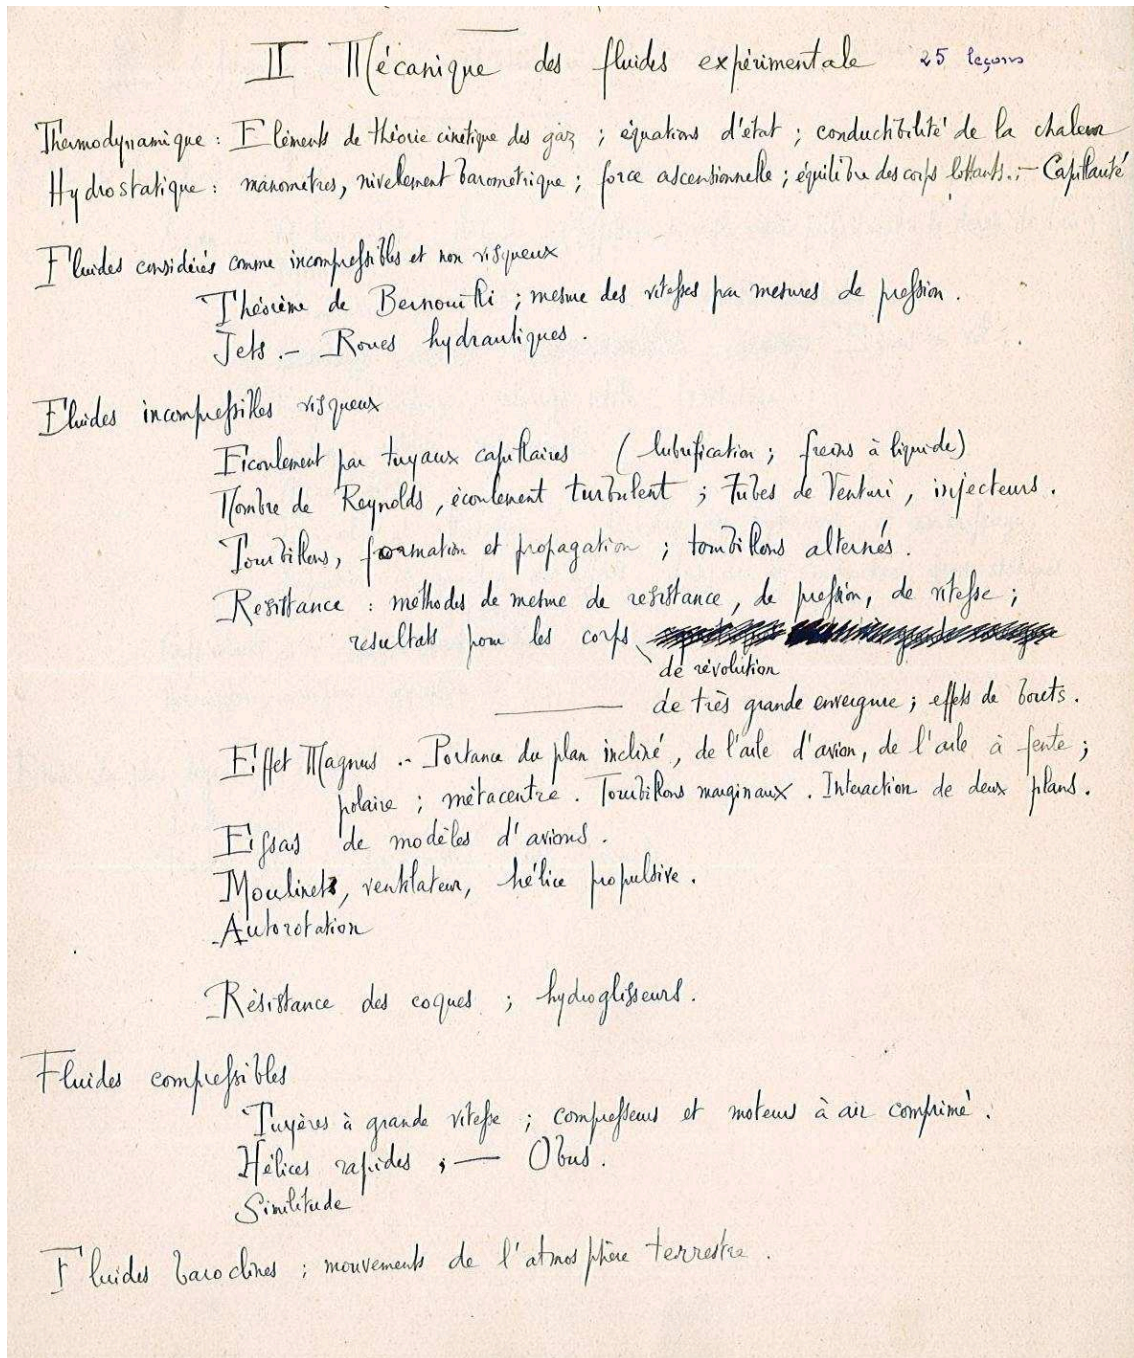 II Mécanique des fluides expérimentale 25 leçons
Thermodynamique : Eléments de théorie cinétique des gaz ; équations d'état ; conductibilité de la chaleur
Hydrostatique : manomètres, nivellement barométrique ; force ascensionnelle ; équilibre des corps flottants. ; — Capillarité
Fluides considérés comme incompressibles et non visqueux
Théorème de Bernouilli ; mesure des vitesses par mesures de pression.
Jets. — Roues hydrauliques.
Fluides incompressibles visqueux
Ecoulement par tuyaux capillaires (lubrification ; freins à liquide)
Nombre de Reynolds, écoulement turbulent ; Tubes de Venturi, injecteurs.
Tourbillons, formation et propagation ; tourbillons alternés.
Resistance : méthodes de mesure de resistance, de pression, de vitesse ;
resultats pour les corps
de révolution
——— de très grande envergure ; effets de bouts.
Effet Magnus. — Portance du plan incliné, de l'aile d'avion, de l'aile à fente ;
polaire ; métacentre. Tourbillons marginaux. Interaction de deux plans.
Essais de modèles d'avions.
Moulinets, ventilateur, hélice propulsive.
Autorotation
Résistance des coques ; hydroglisseurs.
Fluides compressibles
Tuyères à grande vitesse ; compresseurs et moteurs à air comprimé.
Hélices rapides ; — Obus.
Similitude
Fluides baroclines ; mouvements de l'atmosphère terrestre.